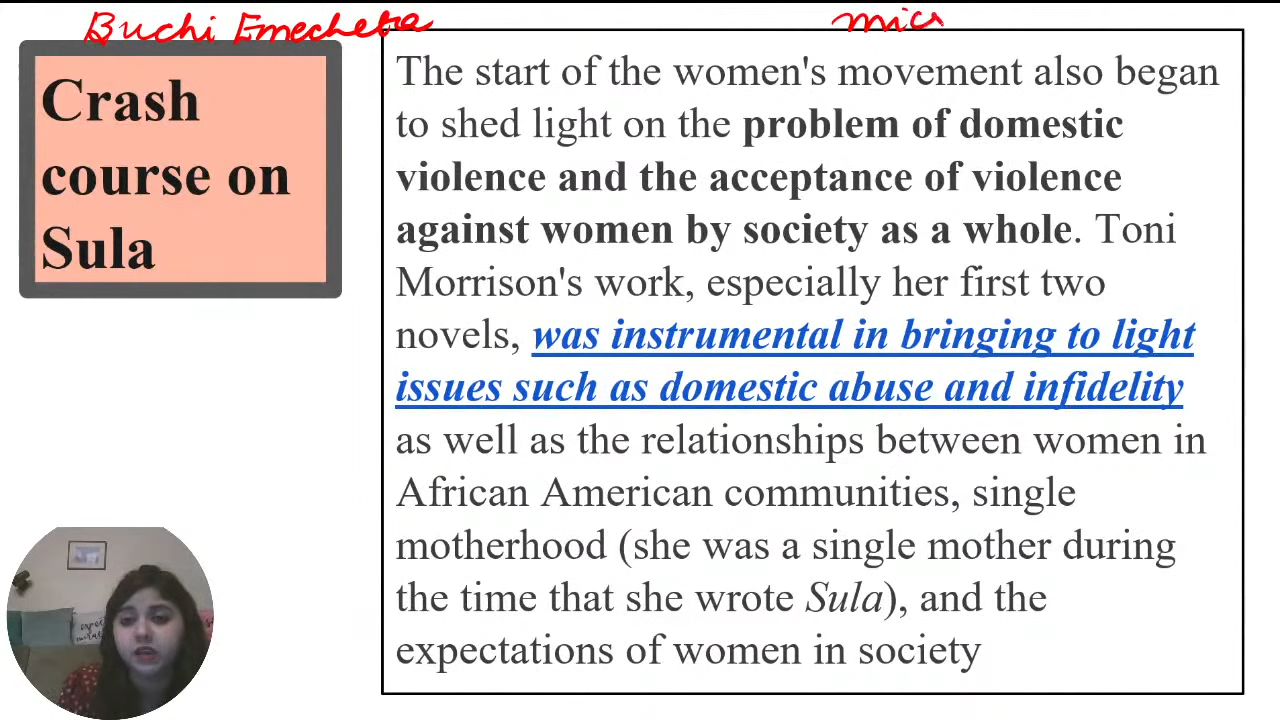 Buchi Emecheta
mic
Crash
course on
Sula
The start of the women's movement also began
to shed light on the problem of domestic
violence and the acceptance of violence
against women by society as a whole. Toni
Morrison's work, especially her first two
novels, was instrumental in bringing to light
issues such as domestic abuse and infidelity
as well as the relationships between women in
African American communities, single
motherhood (she was a single mother during
the time that she wrote Sula), and the
expectations of women in society